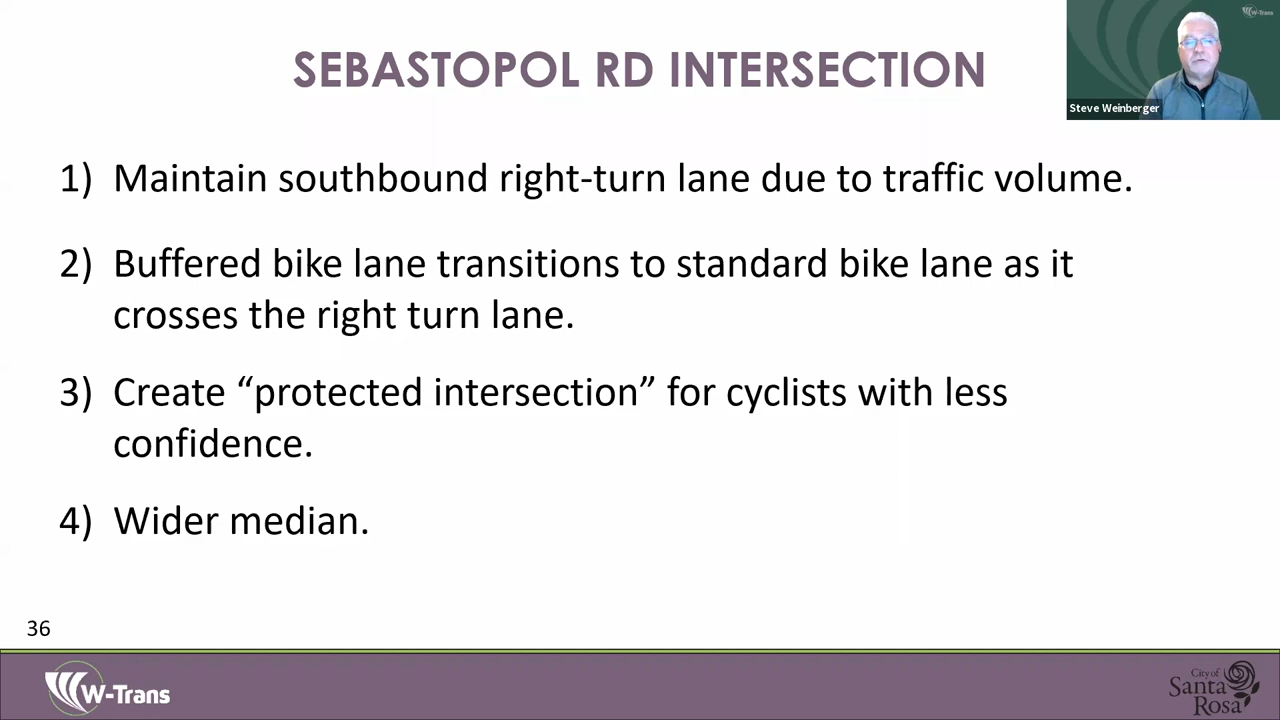 W-Trans
SEBASTOPOL RD INTERSECTION
Steve Weinberger
1) Maintain southbound right-turn lane due to traffic volume.
2) Buffered bike lane transitions to standard bike lane as it
crosses the right turn lane.
3) Create “protected intersection” for cyclists with less
confidence.
4) Wider median.
36
W-Trans
City of
Santa
Rosa